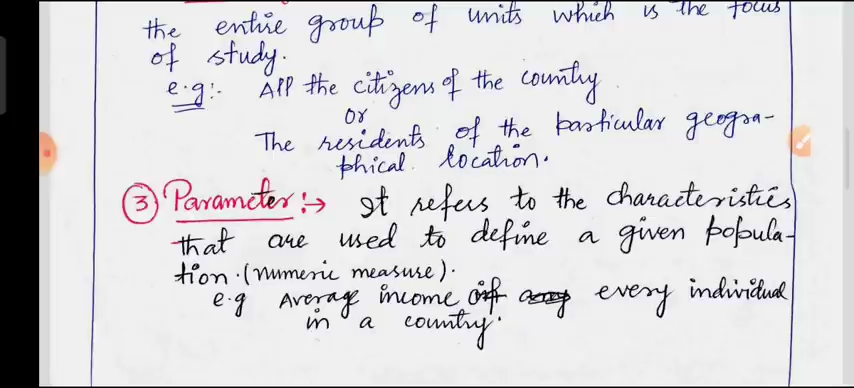 the entire group of units which is the focus
of study.
e.g:- All the citizens of the country
or
The residents of the particular geogra-
phical location.
③ Parameter:→ It refers to the characteristics
that are used to define a given popula-
tion. (numeric measure).
e.g Average income of every individual
in a country.